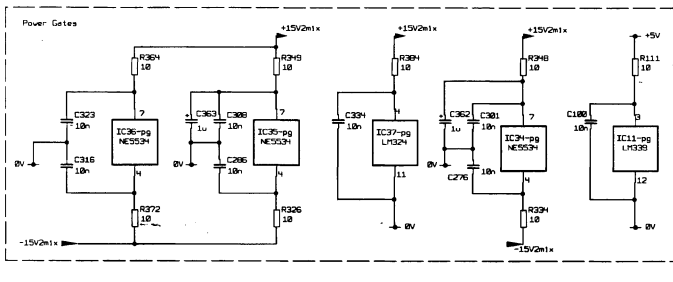 Power Gates
+15V2mix
+15V2mix
+15V2mix
+5V
R364
10
R349
10
R384
10
R348
10
R111
10
C323
10n
7
IC36-pg
NE5534
4
C316
10n
0V
R372
10
-15V2mix
C363
1u
C308
10n
7
IC35-pg
NE5534
4
C286
10n
0V
R326
10
C334
10n
4
IC37-pg
LM324
11
0V
C362
1u
C301
10n
7
IC34-pg
NE5534
4
C276
10n
0V
R334
10
-15V2mix
C100
10n
3
IC11-pg
LM339
12
0V